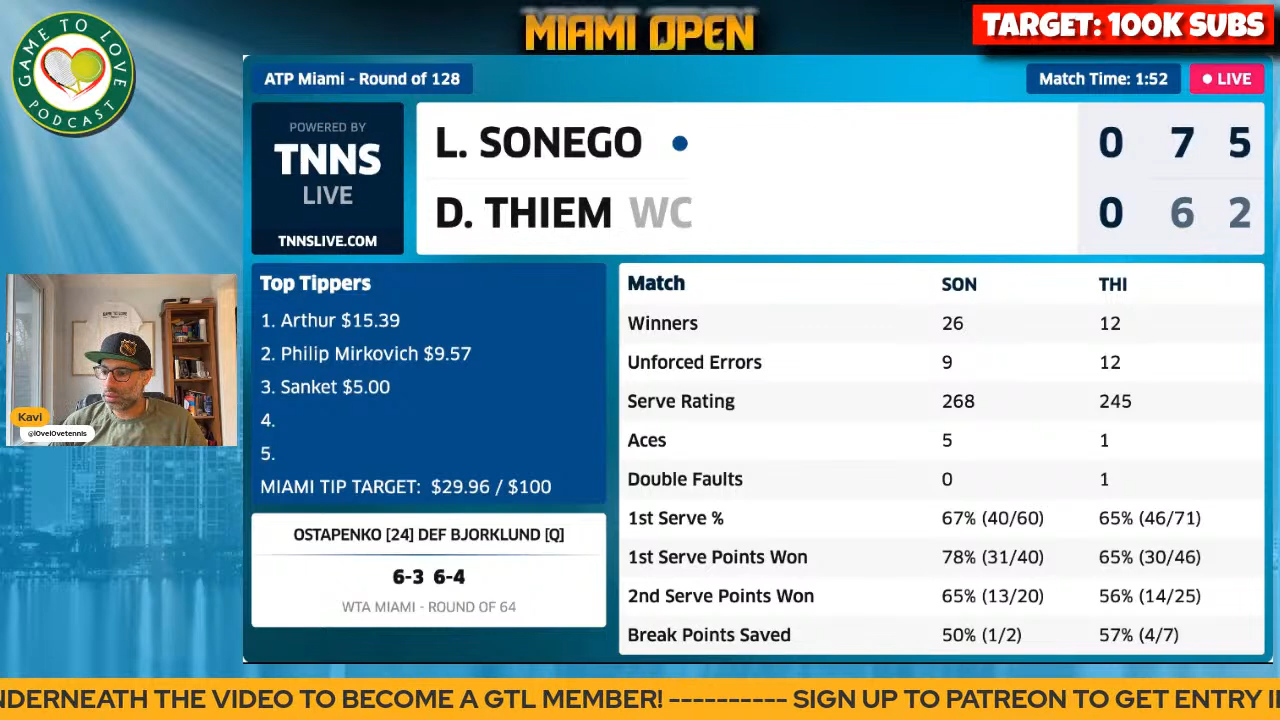 GAME TO LOVE
PODCAST
MIAMI OPEN
TARGET: 100K SUBS
ATP Miami - Round of 128
Match Time: 1:52
LIVE
POWERED BY
TNNS
LIVE
TNNSLIVE.COM
L. SONEGO 0 7 5
D. THIEM WC 0 6 2
Top Tippers
1. Arthur $15.39
2. Philip Mirkovich $9.57
3. Sanket $5.00
4.
5.
MIAMI TIP TARGET: $29.96 / $100
OSTAPENKO [24] DEF BJORKLUND [Q]
6-3 6-4
WTA MIAMI - ROUND OF 64
Match SON THI
Winners 26 12
Unforced Errors 9 12
Serve Rating 268 245
Aces 5 1
Double Faults 0 1
1st Serve % 67% (40/60) 65% (46/71)
1st Serve Points Won 78% (31/40) 65% (30/46)
2nd Serve Points Won 65% (13/20) 56% (14/25)
Break Points Saved 50% (1/2) 57% (4/7)
Kavi
@l0vel0vetennis
NDERNEATH THE VIDEO TO BECOME A GTL MEMBER! ---------- SIGN UP TO PATREON TO GET ENTRY I